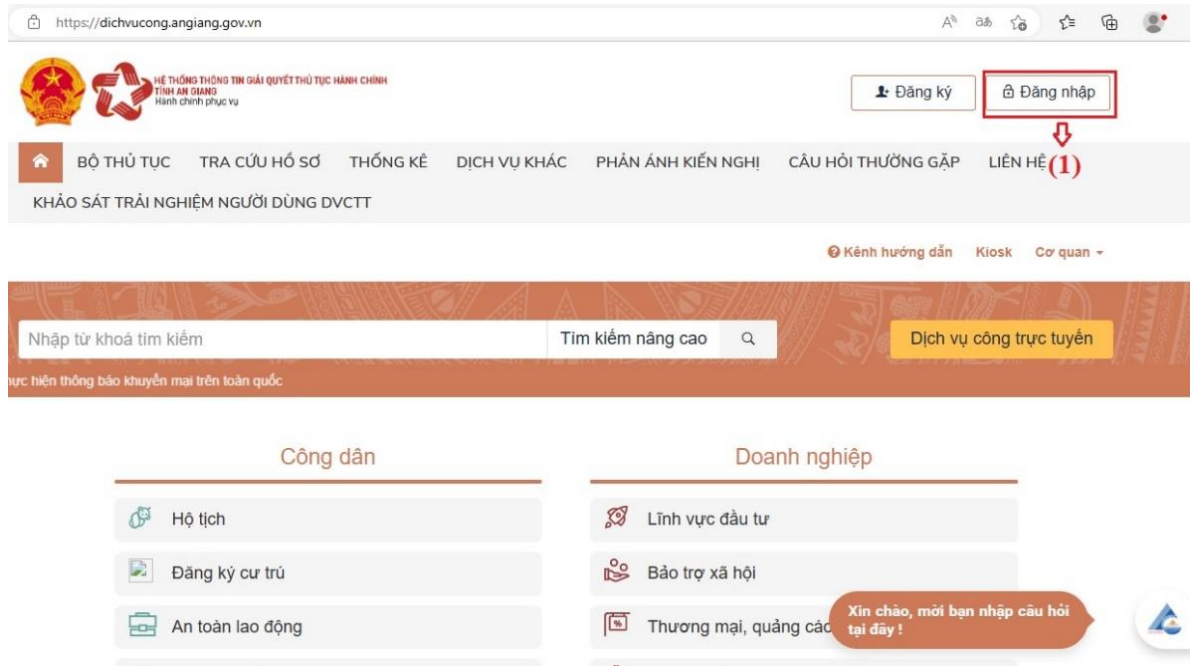 https://dichvucong.angiang.gov.vn
HỆ THỐNG THÔNG TIN GIẢI QUYẾT THỦ TỤC HÀNH CHÍNH
TỈNH AN GIANG
Hành chính phục vụ
Đăng ký
Đăng nhập
BỘ THỦ TỤC TRA CỨU HỒ SƠ THỐNG KÊ DỊCH VỤ KHÁC PHẢN ÁNH KIẾN NGHỊ CÂU HỎI THƯỜNG GẶP LIÊN HỆ (1)
KHẢO SÁT TRẢI NGHIỆM NGƯỜI DÙNG DVCTT
Kênh hướng dẫn Kiosk Cơ quan
Nhập từ khoá tìm kiếm Tìm kiếm nâng cao Dịch vụ công trực tuyến
hiện thông báo khuyến mại trên toàn quốc
Công dân
Hộ tịch
Đăng ký cư trú
An toàn lao động
Doanh nghiệp
Lĩnh vực đầu tư
Bảo trợ xã hội
Thương mại, quảng cáo
Xin chào, mời bạn nhập câu hỏi
tại đây !